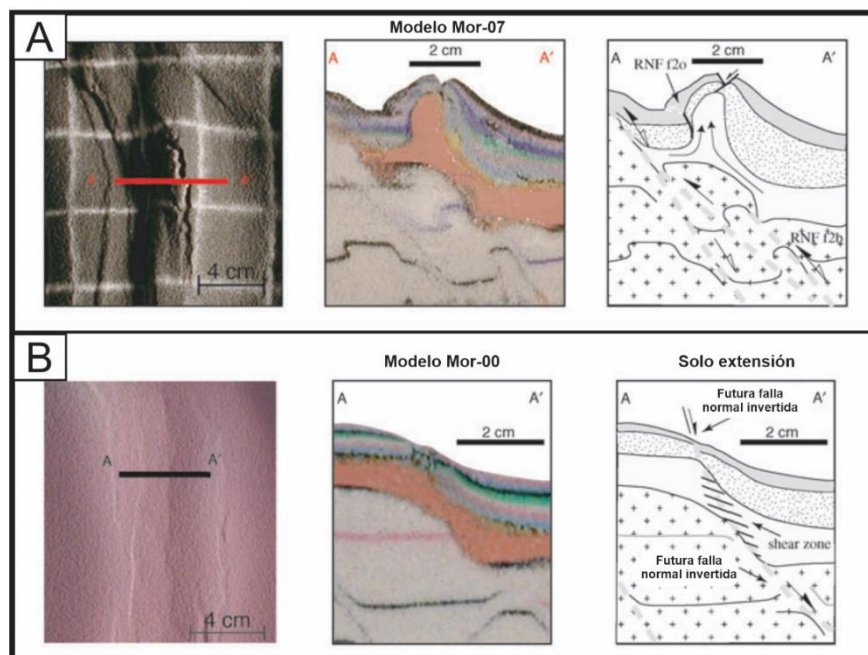 A
Modelo Mor-07
A A'
4 cm
A A'
2 cm
A A'
2 cm
RNF f2o
RNF f2b
B
Modelo Mor-00
Solo extensión
A A'
4 cm
A A'
2 cm
A A'
Futura falla
normal invertida
2 cm
shear zone
Futura falla
normal invertida